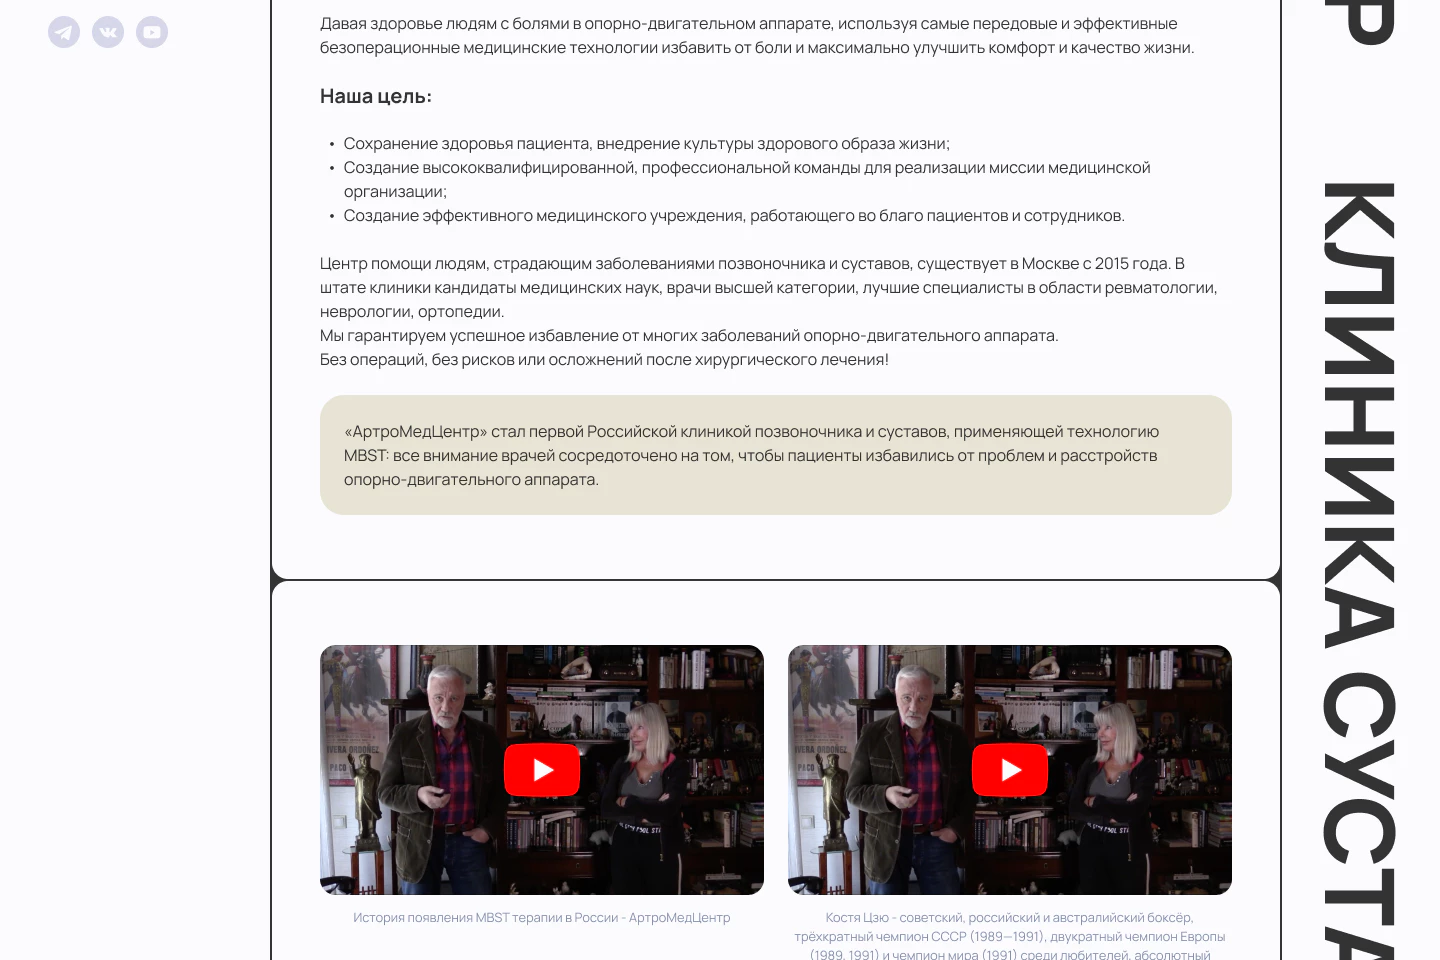 Давая здоровье людям с болями в опорно-двигательном аппарате, используя самые передовые и эффективные
безоперационные медицинские технологии избавить от боли и максимально улучшить комфорт и качество жизни.
Наша цель:
• Сохранение здоровья пациента, внедрение культуры здорового образа жизни;
• Создание высококвалифицированной, профессиональной команды для реализации миссии медицинской
организации;
• Создание эффективного медицинского учреждения, работающего во благо пациентов и сотрудников.
Центр помощи людям, страдающим заболеваниями позвоночника и суставов, существует в Москве с 2015 года. В
штате клиники кандидаты медицинских наук, врачи высшей категории, лучшие специалисты в области ревматологии,
неврологии, ортопедии.
Мы гарантируем успешное избавление от многих заболеваний опорно-двигательного аппарата.
Без операций, без рисков или осложнений после хирургического лечения!
«АртроМедЦентр» стал первой Российской клиникой позвоночника и суставов, применяющей технологию
MBST: все внимание врачей сосредоточено на том, чтобы пациенты избавились от проблем и расстройств
опорно-двигательного аппарата.
История появления MBST терапии в России - АртроМедЦентр
Костя Цзю - советский, российский и австралийский боксёр,
трёхкратный чемпион СССР (1989—1991), двукратный чемпион Европы
(1989, 1991) и чемпион мира (1991) среди любителей, абсолютный
Р КЛИНИКА СУСТА